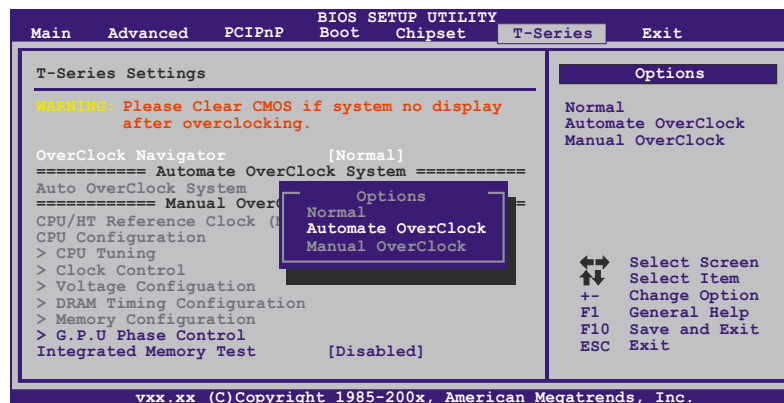 BIOS SETUP UTILITY
Main Advanced PCIPnP Boot Chipset T-Series Exit
T-Series Settings
WARNING: Please Clear CMOS if system no display
after overclocking.
OverClock Navigator [Normal]
=========== Automate OverClock System ===========
Auto OverClock System
============ Manual Over =
CPU/HT Reference Clock (
CPU Configuration
> CPU Tuning
> Clock Control
> Voltage Configuation
> DRAM Timing Configuration
> Memory Configuration
> G.P.U Phase Control
Integrated Memory Test [Disabled]
Options
Normal
Automate OverClock
Manual OverClock
Options
Normal
Automate OverClock
Manual OverClock
Select Screen
Select Item
+- Change Option
F1 General Help
F10 Save and Exit
ESC Exit
vxx.xx (C)Copyright 1985-200x, American Megatrends, Inc.